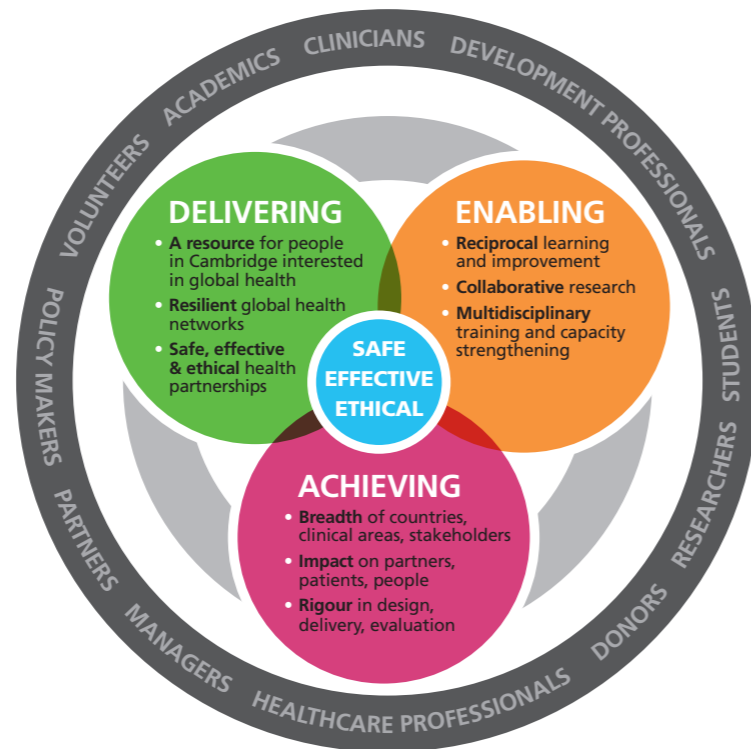 CLINICIANS
DEVELOPMENT PROFESSIONALS
STUDENTS
RESEARCHERS
DONORS
HEALTHCARE PROFESSIONALS
MANAGERS
PARTNERS
POLICY MAKERS
VOLUNTEERS
ACADEMICS
DELIVERING
• A resource for people
in Cambridge interested
in global health
• Resilient global health
networks
• Safe, effective
& ethical health
partnerships
ENABLING
• Reciprocal learning
and improvement
• Collaborative research
• Multidisciplinary
training and capacity
strengthening
SAFE
EFFECTIVE
ETHICAL
ACHIEVING
• Breadth of countries,
clinical areas, stakeholders
• Impact on partners,
patients, people
• Rigour in design,
delivery, evaluation